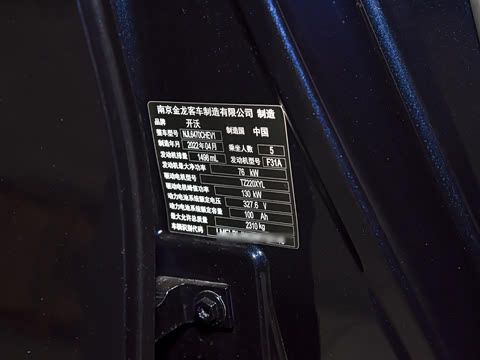 南京金龙客车制造有限公司 制造
品牌 开沃
整车型号 NJL6470CHEV1 制造国 中国
制造年月 2022年04月 乘坐人数 5
发动机排量 1498 mL 发动机型号 F31A
发动机最大净功率 76 kW
驱动电机型号 TZ220XYL
驱动电机峰值功率 130 kW
动力电池系统额定电压 327.6 V
动力电池系统额定容量 100 Ah
最大允许总质量 2310 kg
车辆识别代码